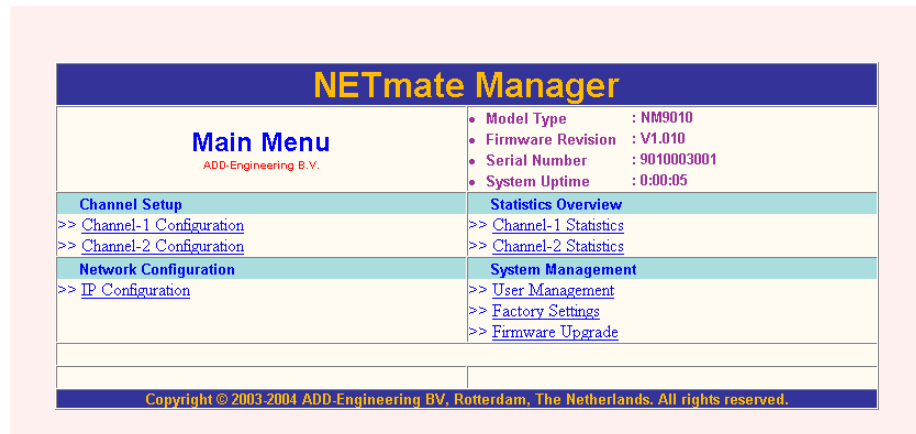 NETmate Manager
Main Menu
ADD-Engineering B.V.
• Model Type : NM9010
• Firmware Revision : V1.010
• Serial Number : 9010003001
• System Uptime : 0:00:05
Channel Setup
>> Channel-1 Configuration
>> Channel-2 Configuration
Statistics Overview
>> Channel-1 Statistics
>> Channel-2 Statistics
Network Configuration
>> IP Configuration
System Management
>> User Management
>> Factory Settings
>> Firmware Upgrade
Copyright © 2003-2004 ADD-Engineering BV, Rotterdam, The Netherlands. All rights reserved.